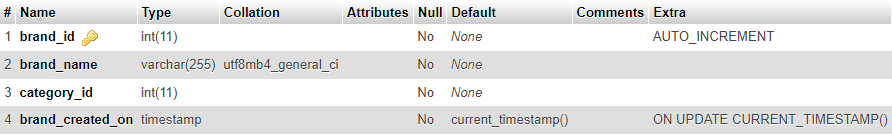 # Name Type Collation Attributes Null Default Comments Extra
1 brand_id int(11) No None AUTO_INCREMENT
2 brand_name varchar(255) utf8mb4_general_ci No None
3 category_id int(11) No None
4 brand_created_on timestamp No current_timestamp() ON UPDATE CURRENT_TIMESTAMP()